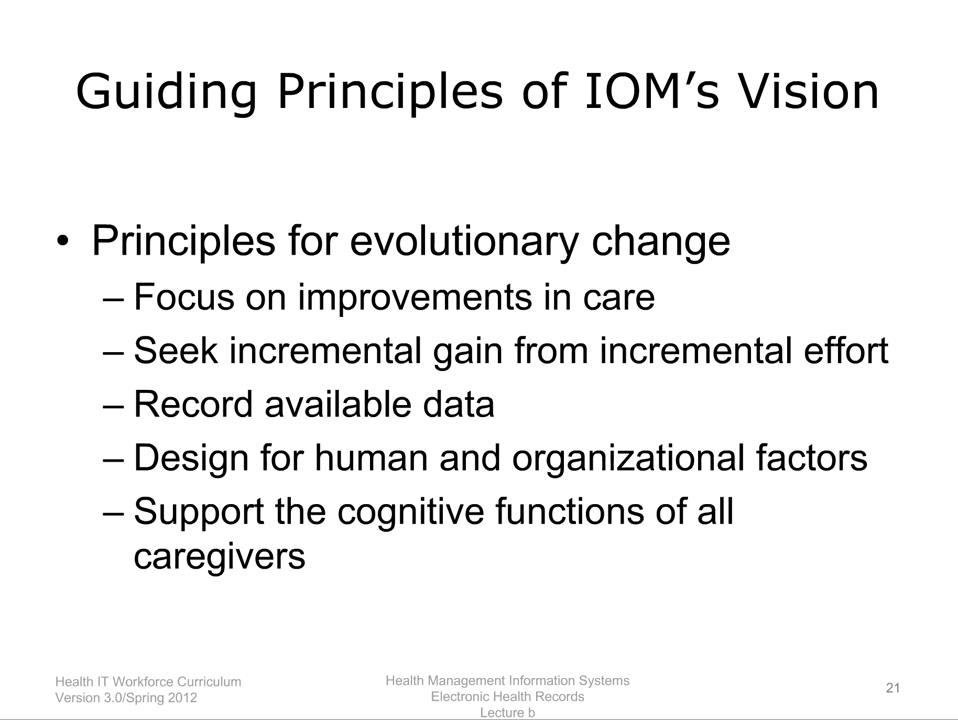 Guiding Principles of IOM’s Vision
• Principles for evolutionary change
– Focus on improvements in care
– Seek incremental gain from incremental effort
– Record available data
– Design for human and organizational factors
– Support the cognitive functions of all
caregivers
Health IT Workforce Curriculum
Version 3.0/Spring 2012
Health Management Information Systems
Electronic Health Records
Lecture b
21